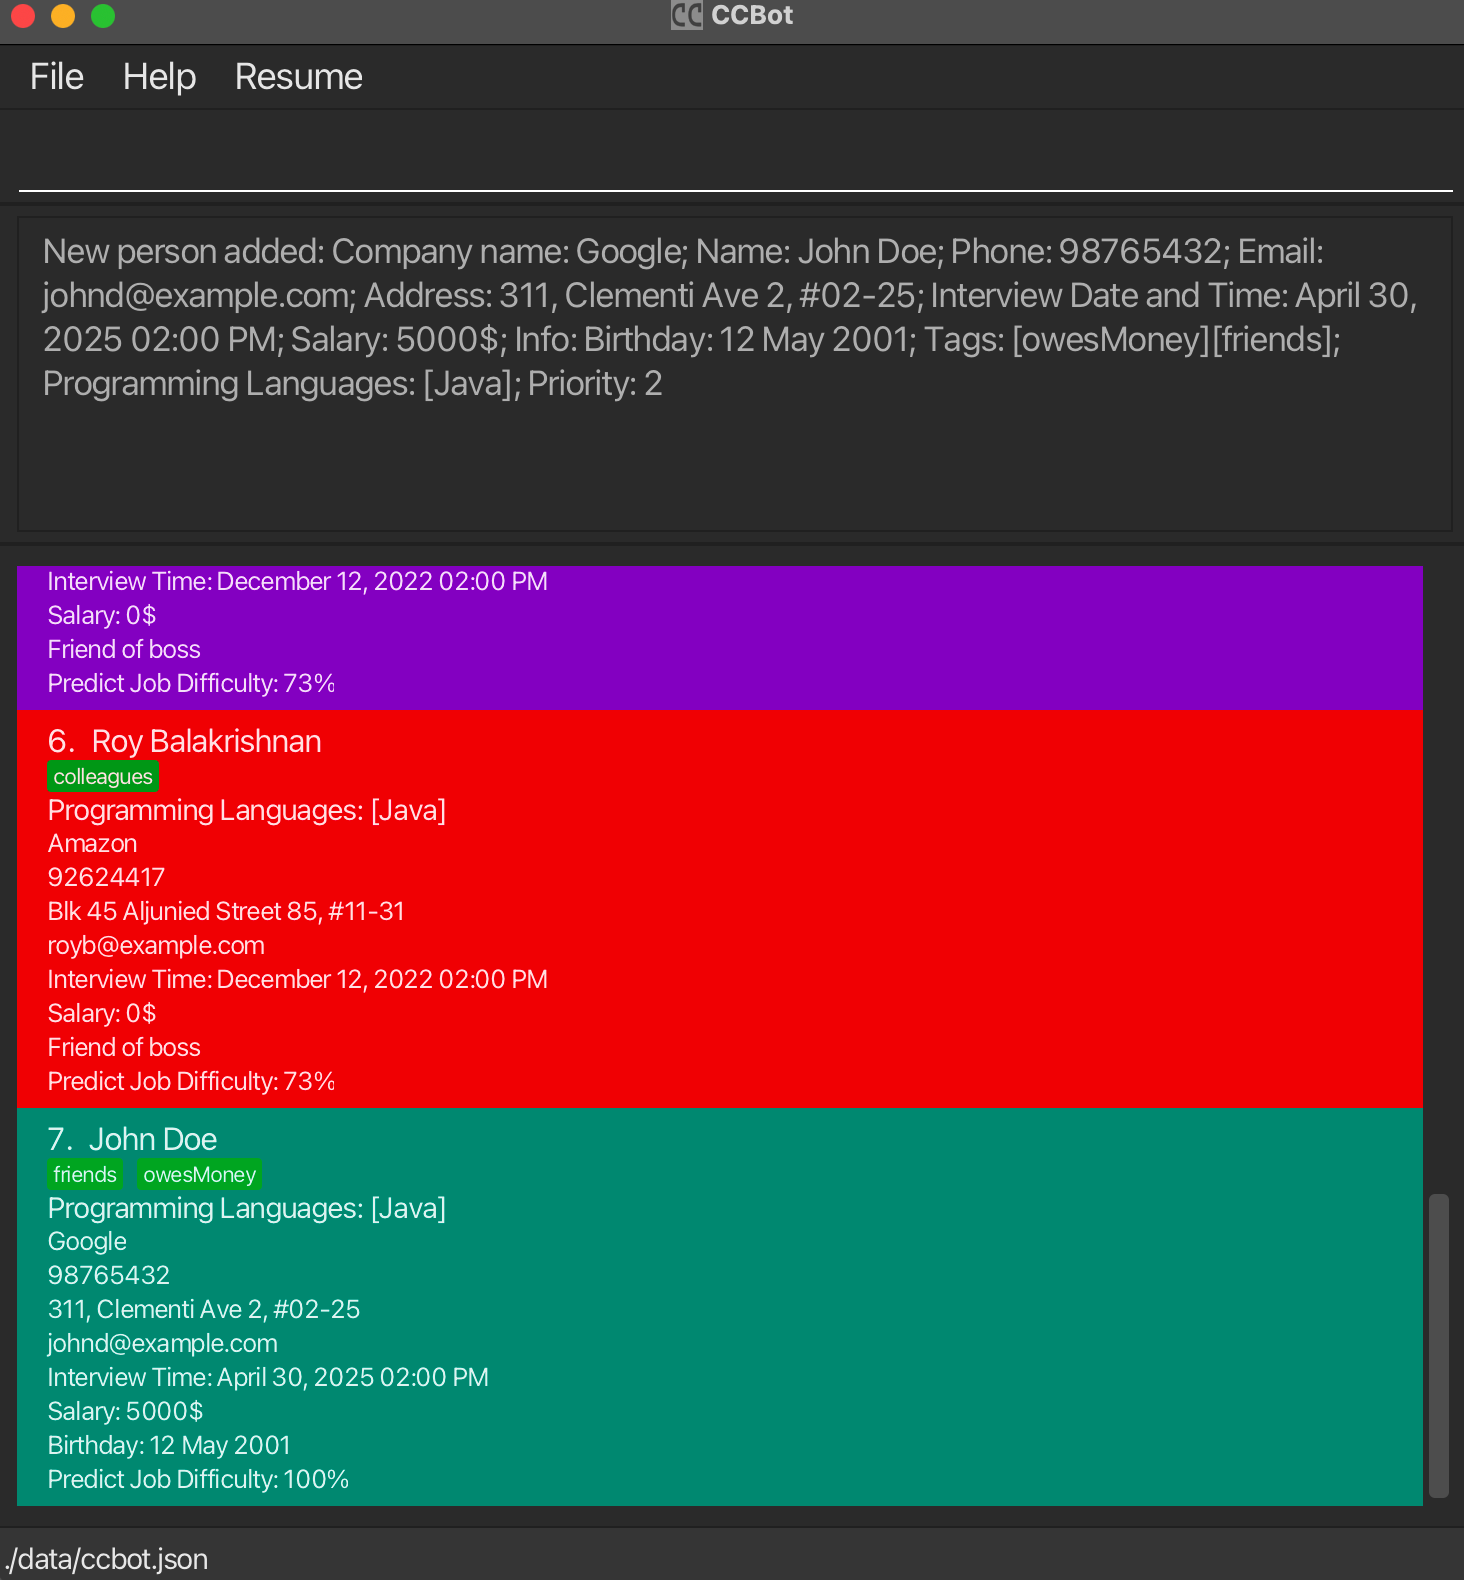 CC CCBot
File Help Resume
New person added: Company name: Google; Name: John Doe; Phone: 98765432; Email:
johnd@example.com; Address: 311, Clementi Ave 2, #02-25; Interview Date and Time: April 30,
2025 02:00 PM; Salary: 5000$; Info: Birthday: 12 May 2001; Tags: [owesMoney][friends];
Programming Languages: [Java]; Priority: 2
Interview Time: December 12, 2022 02:00 PM
Salary: 0$
Friend of boss
Predict Job Difficulty: 73%
6. Roy Balakrishnan
colleagues
Programming Languages: [Java]
Amazon
92624417
Blk 45 Aljunied Street 85, #11-31
royb@example.com
Interview Time: December 12, 2022 02:00 PM
Salary: 0$
Friend of boss
Predict Job Difficulty: 73%
7. John Doe
friends owesMoney
Programming Languages: [Java]
Google
98765432
311, Clementi Ave 2, #02-25
johnd@example.com
Interview Time: April 30, 2025 02:00 PM
Salary: 5000$
Birthday: 12 May 2001
Predict Job Difficulty: 100%
./data/ccbot.json